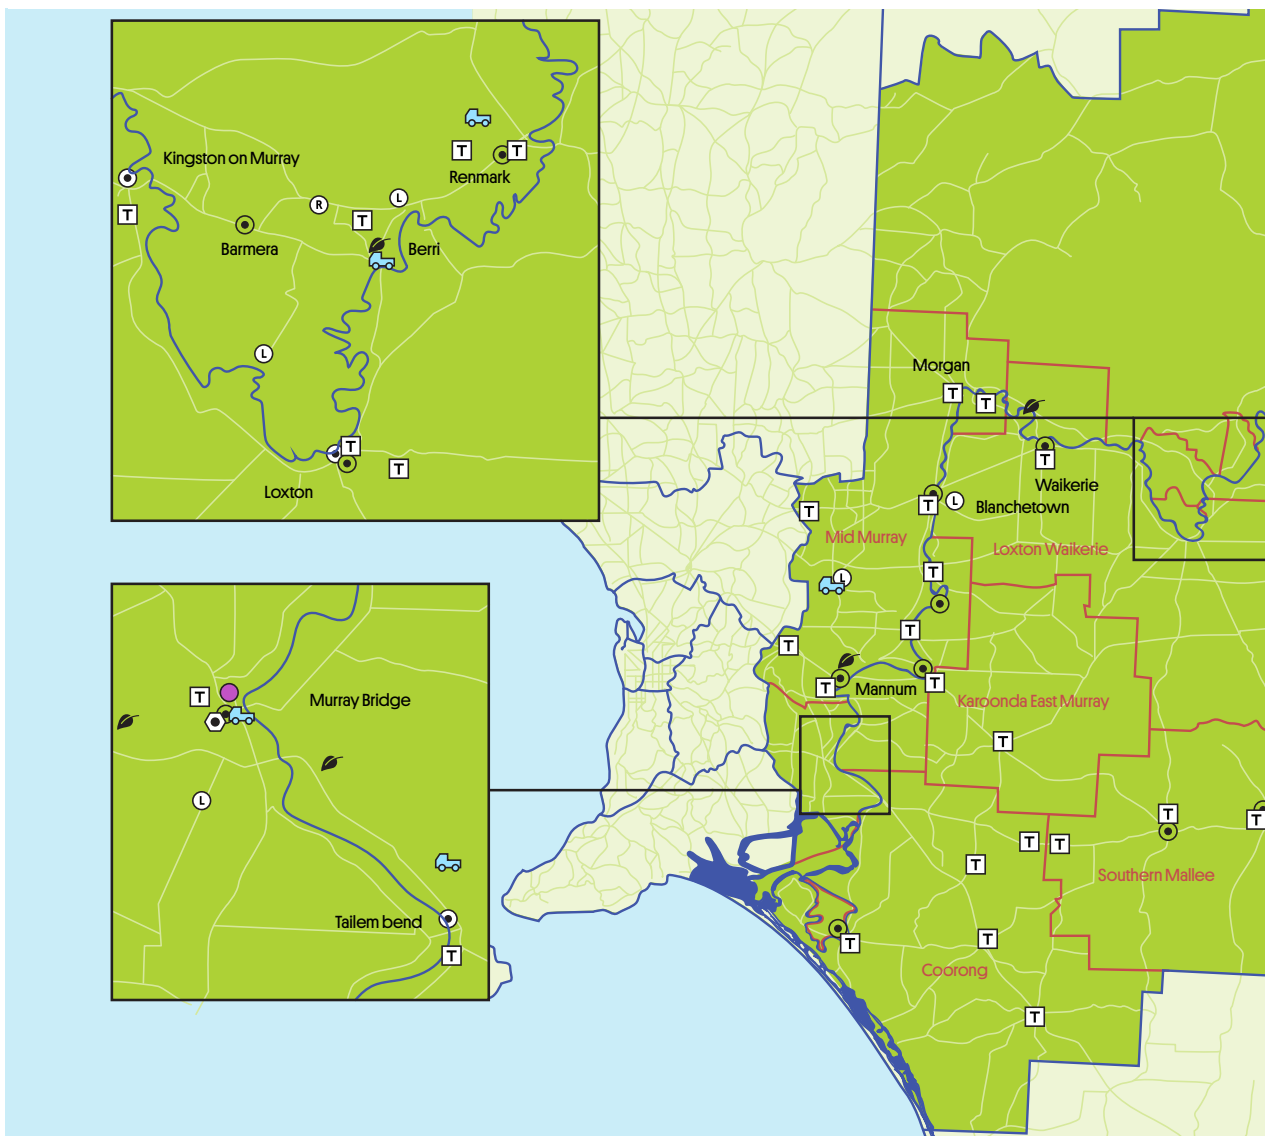 Kingston on Murray
T
T
T
Renmark
L
R
T
T
Barmera
Berri
L
T
T
Loxton
Morgan
T
T
T
Waikerie
L
T
Blanchetown
T
Mid Murray
Loxton Waikerie
T
L
T
T
T
Mannum
T
Karoonda East Murray
T
T
Murray Bridge
L
Tailem bend
T
T
T
T
T
T
Southern Mallee
T
T
Coorong
T